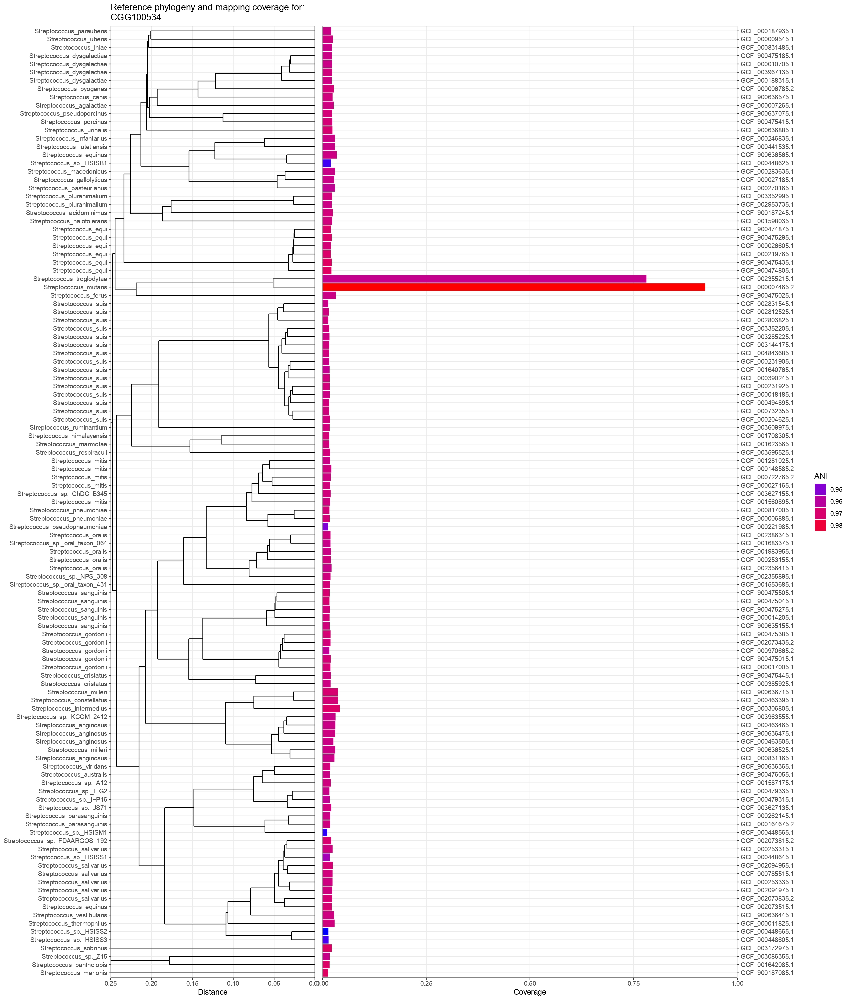 Reference phylogeny and mapping coverage for:
CGG100534
Streptococcus_parauberis GCF_000187935.1
Streptococcus_uberis GCF_000009545.1
Streptococcus_iniae GCF_000831485.1
Streptococcus_dysgalactiae GCF_900475185.1
Streptococcus_dysgalactiae GCF_000010705.1
Streptococcus_dysgalactiae GCF_003967135.1
Streptococcus_dysgalactiae GCF_000188315.1
Streptococcus_pyogenes GCF_000006785.2
Streptococcus_canis GCF_900636575.1
Streptococcus_agalactiae GCF_000007265.1
Streptococcus_pseudoporcinus GCF_900637075.1
Streptococcus_porcinus GCF_900475415.1
Streptococcus_urinalis GCF_900636885.1
Streptococcus_infantarius GCF_000246835.1
Streptococcus_lutetiensis GCF_000441535.1
Streptococcus_equinus GCF_900636565.1
Streptococcus_sp._HSISB1 GCF_000448625.1
Streptococcus_macedonicus GCF_000283635.1
Streptococcus_gallolyticus GCF_000027185.1
Streptococcus_pasteurianus GCF_000270165.1
Streptococcus_pluranimalium GCF_003352995.1
Streptococcus_pluranimalium GCF_002953735.1
Streptococcus_acidominimus GCF_900187245.1
Streptococcus_halotolerans GCF_001598035.1
Streptococcus_equi GCF_900474875.1
Streptococcus_equi GCF_900475295.1
Streptococcus_equi GCF_000026605.1
Streptococcus_equi GCF_000219765.1
Streptococcus_equi GCF_900475435.1
Streptococcus_equi GCF_900474805.1
Streptococcus_troglodytae GCF_002355215.1
Streptococcus_mutans GCF_000007465.2
Streptococcus_ferus GCF_900475025.1
Streptococcus_suis GCF_002831545.1
Streptococcus_suis GCF_002812525.1
Streptococcus_suis GCF_002803825.1
Streptococcus_suis GCF_003352205.1
Streptococcus_suis GCF_003285225.1
Streptococcus_suis GCF_003144175.1
Streptococcus_suis GCF_004843685.1
Streptococcus_suis GCF_000231905.1
Streptococcus_suis GCF_001640765.1
Streptococcus_suis GCF_000390245.1
Streptococcus_suis GCF_000231925.1
Streptococcus_suis GCF_000018185.1
Streptococcus_suis GCF_000494895.1
Streptococcus_suis GCF_000732355.1
Streptococcus_suis GCF_000204625.1
Streptococcus_ruminantium GCF_003609975.1
Streptococcus_himalayensis GCF_001708305.1
Streptococcus_marmotae GCF_001623565.1
Streptococcus_respiraculi GCF_003595525.1
Streptococcus_mitis GCF_001281025.1
Streptococcus_mitis GCF_000148585.2
Streptococcus_mitis GCF_000722765.2
Streptococcus_mitis GCF_000027165.1
Streptococcus_sp._ChDC_B345 GCF_003627155.1
Streptococcus_mitis GCF_001560895.1
Streptococcus_pneumoniae GCF_000817005.1
Streptococcus_pneumoniae GCF_000006885.1
Streptococcus_pseudopneumoniae GCF_000221985.1
Streptococcus_oralis GCF_002386345.1
Streptococcus_sp._oral_taxon_064 GCF_001683375.1
Streptococcus_oralis GCF_001983955.1
Streptococcus_oralis GCF_000253155.1
Streptococcus_oralis GCF_002356415.1
Streptococcus_sp._NPS_308 GCF_002355895.1
Streptococcus_sp._oral_taxon_431 GCF_001553685.1
Streptococcus_sanguinis GCF_900475505.1
Streptococcus_sanguinis GCF_900475045.1
Streptococcus_sanguinis GCF_900475275.1
Streptococcus_sanguinis GCF_000014205.1
Streptococcus_sanguinis GCF_900635155.1
Streptococcus_gordonii GCF_900475385.1
Streptococcus_gordonii GCF_002073435.2
Streptococcus_gordonii GCF_000970665.2
Streptococcus_gordonii GCF_900475015.1
Streptococcus_gordonii GCF_000017005.1
Streptococcus_cristatus GCF_900475445.1
Streptococcus_cristatus GCF_000385925.1
Streptococcus_milleri GCF_900636715.1
Streptococcus_constellatus GCF_000463395.1
Streptococcus_intermedius GCF_000306805.1
Streptococcus_sp._KCOM_2412 GCF_003963555.1
Streptococcus_anginosus GCF_000463465.1
Streptococcus_anginosus GCF_900636475.1
Streptococcus_anginosus GCF_000463505.1
Streptococcus_milleri GCF_900636525.1
Streptococcus_anginosus GCF_000831165.1
Streptococcus_viridans GCF_900636365.1
Streptococcus_australis GCF_900476055.1
Streptococcus_sp._A12 GCF_001587175.1
Streptococcus_sp._I−G2 GCF_000479335.1
Streptococcus_sp._I−P16 GCF_000479315.1
Streptococcus_sp._JS71 GCF_003627135.1
Streptococcus_parasanguinis GCF_000262145.1
Streptococcus_parasanguinis GCF_000164675.2
Streptococcus_sp._HSISM1 GCF_000448565.1
Streptococcus_sp._FDAARGOS_192 GCF_002073815.2
Streptococcus_salivarius GCF_000253315.1
Streptococcus_sp._HSISS1 GCF_000448645.1
Streptococcus_salivarius GCF_002094955.1
Streptococcus_salivarius GCF_000785515.1
Streptococcus_salivarius GCF_000253335.1
Streptococcus_salivarius GCF_002094975.1
Streptococcus_salivarius GCF_002073835.2
Streptococcus_equinus GCF_002073515.1
Streptococcus_vestibularis GCF_900636445.1
Streptococcus_thermophilus GCF_000011825.1
Streptococcus_sp._HSISS2 GCF_000448665.1
Streptococcus_sp._HSISS3 GCF_000448605.1
Streptococcus_sobrinus GCF_003172975.1
Streptococcus_sp._Z15 GCF_003086355.1
Streptococcus_pantholopis GCF_001642085.1
Streptococcus_merionis GCF_900187085.1
0.25 0.20 0.15 0.10 0.05 0.00 0.00 0.25 0.50 0.75 1.00
Distance Coverage
ANI
0.95
0.96
0.97
0.98